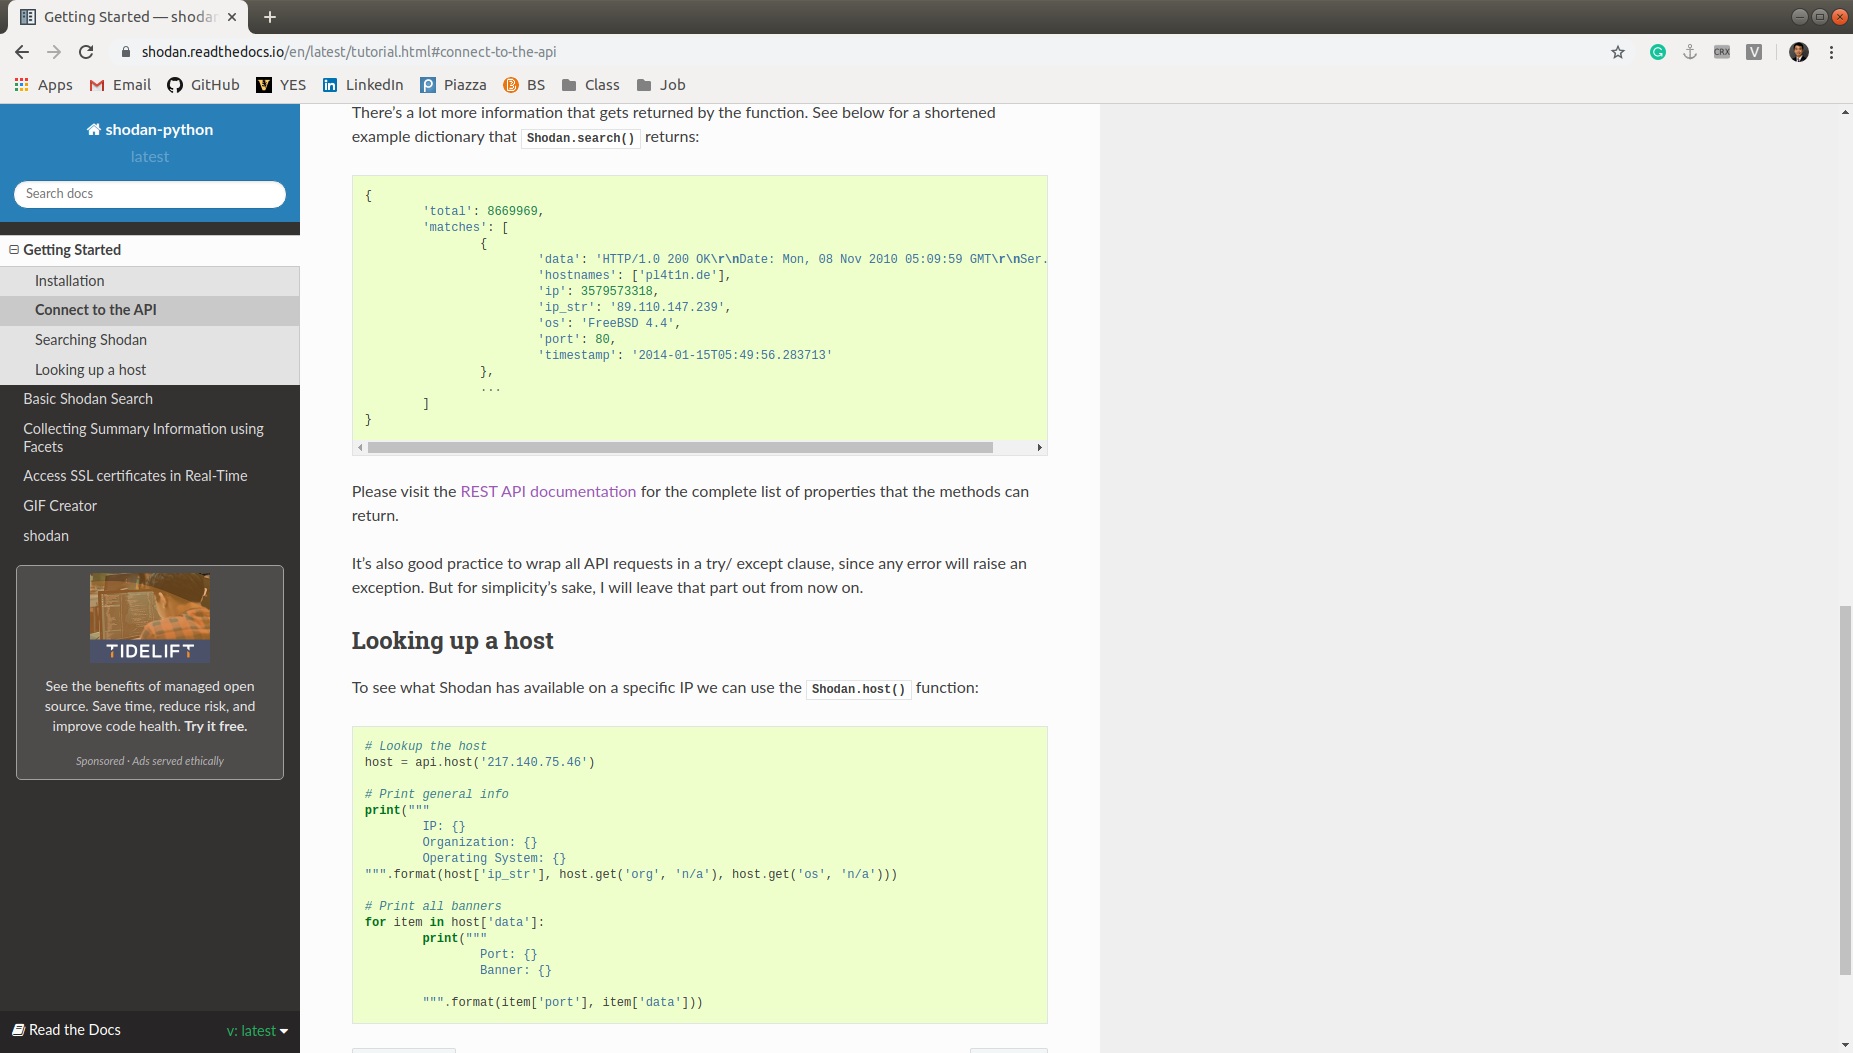 Getting Started — shodan
shodan.readthedocs.io/en/latest/tutorial.html#connect-to-the-api
CRX
V
Apps
Email
GitHub
YES
LinkedIn
Piazza
BS
Class
Job
shodan-python
latest
Search docs
Getting Started
Installation
Connect to the API
Searching Shodan
Looking up a host
Basic Shodan Search
Collecting Summary Information using
Facets
Access SSL certificates in Real-Time
GIF Creator
shodan
TIDELIFT
See the benefits of managed open
source. Save time, reduce risk, and
improve code health. Try it free.
Sponsored · Ads served ethically
Read the Docs
v: latest
There's a lot more information that gets returned by the function. See below for a shortened
example dictionary that Shodan.search() returns:
{
'total': 8669969,
'matches': [
{
'data': 'HTTP/1.0 200 OK\r\nDate: Mon, 08 Nov 2010 05:09:59 GMT\r\nSer.
'hostnames': ['pl4t1n.de'],
'ip': 3579573318,
'ip_str': '89.110.147.239',
'os': 'FreeBSD 4.4',
'port': 80,
'timestamp': '2014-01-15T05:49:56.283713'
},
...
]
}
Please visit the REST API documentation for the complete list of properties that the methods can
return.
It's also good practice to wrap all API requests in a try/ except clause, since any error will raise an
exception. But for simplicity's sake, I will leave that part out from now on.
Looking up a host
To see what Shodan has available on a specific IP we can use the Shodan.host() function:
# Lookup the host
host = api.host('217.140.75.46')
# Print general info
print("""
IP: {}
Organization: {}
Operating System: {}
""".format(host['ip_str'], host.get('org', 'n/a'), host.get('os', 'n/a')))
# Print all banners
for item in host['data']:
print("""
Port: {}
Banner: {}
""".format(item['port'], item['data']))